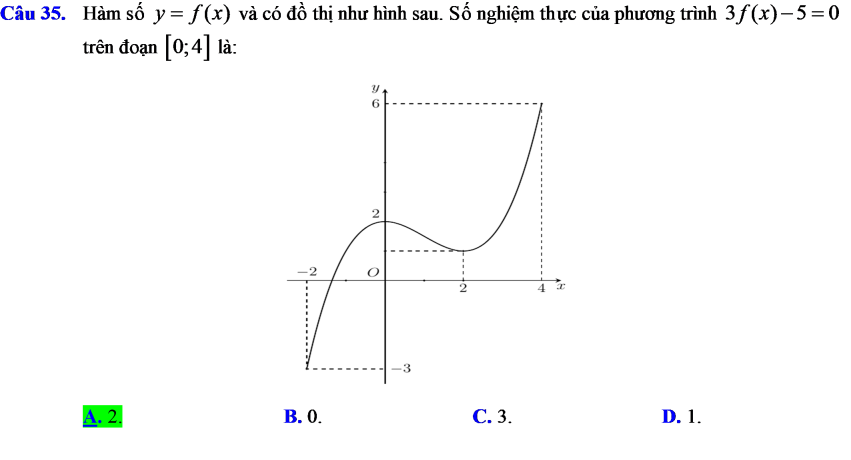 Câu 35. Hàm số y = f(x) và có đồ thị như hình sau. Số nghiệm thực của phương trình 3f(x)−5=0
trên đoạn [0;4] là:
y
6
2
−2
O
2
4
x
−3
A. 2.
B. 0.
C. 3.
D. 1.